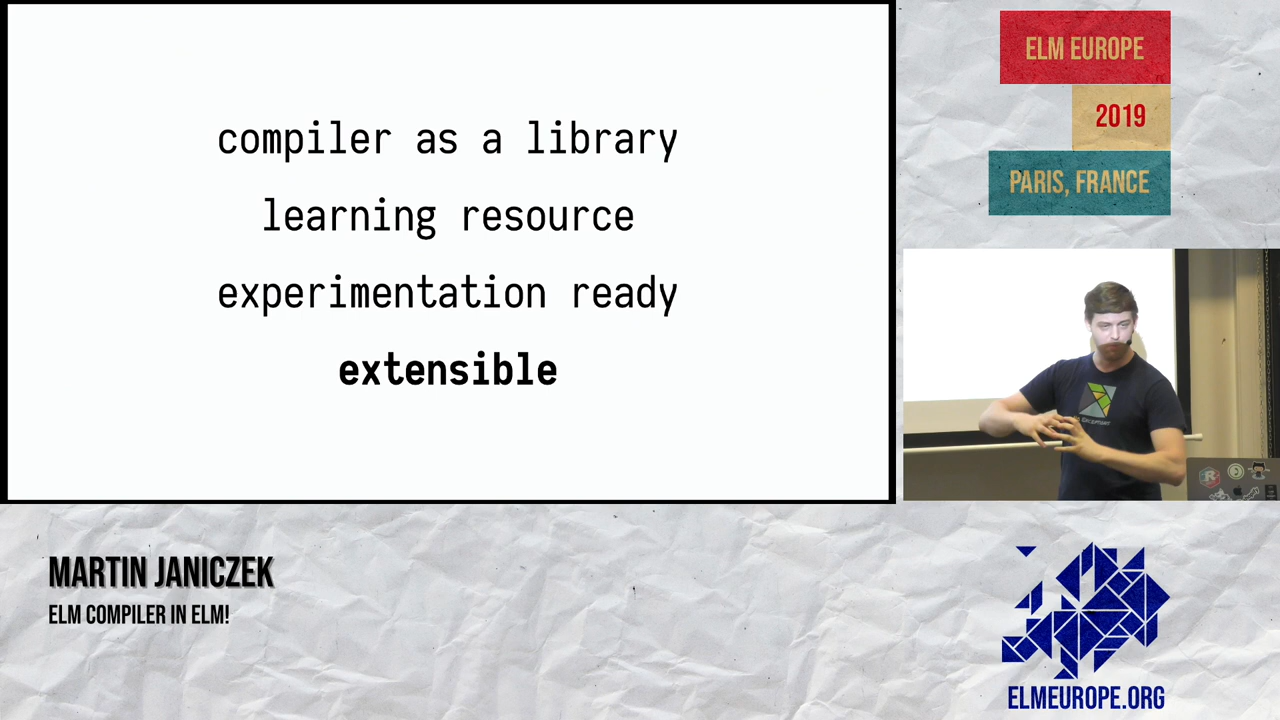 compiler as a library
learning resource
experimentation ready
extensible
ELM EUROPE
2019
PARIS, FRANCE
MARTIN JANICZEK
ELM COMPILER IN ELM!
ELMEUROPE.ORG